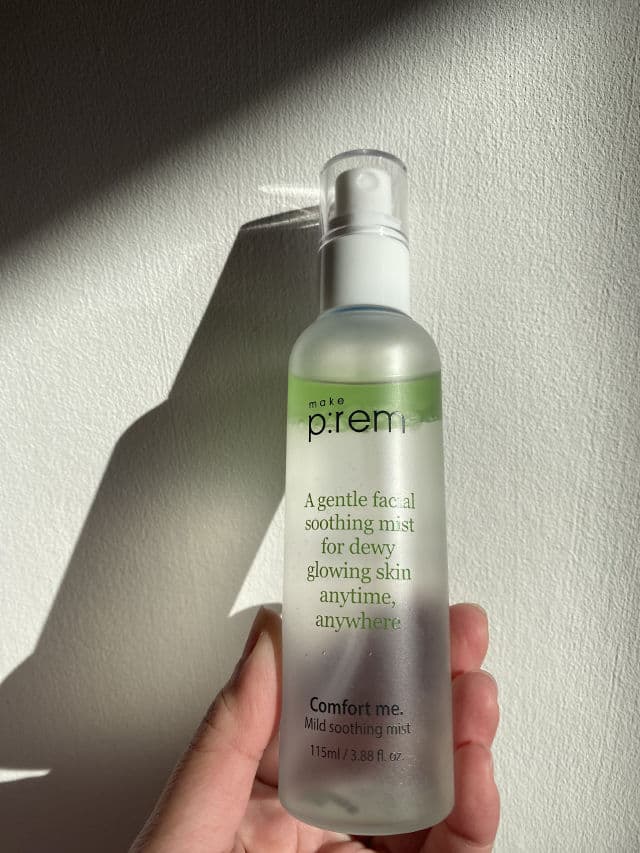 make
p:rem
A gentle facial
soothing mist
for dewy
glowing skin
anytime,
anywhere
Comfort me.
Mild soothing mist
115ml / 3.88 fl. oz.